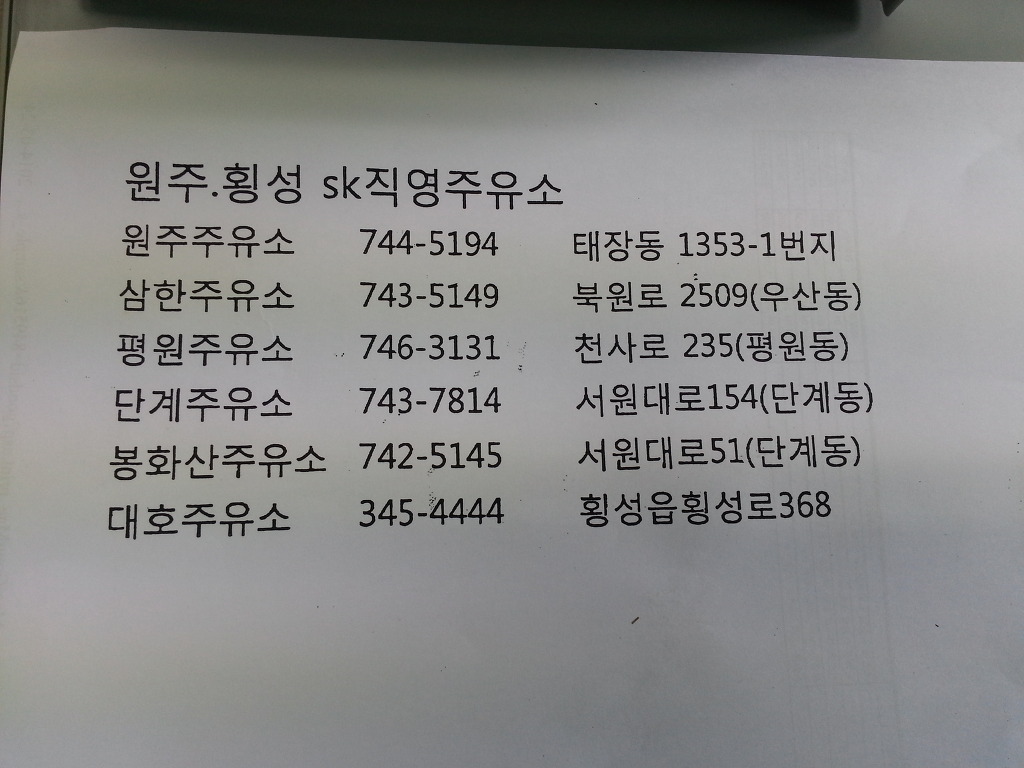 원주.횡성 sk직영주유소
원주주유소 744-5194 태장동 1353-1번지
삼한주유소 743-5149 북원로 2509(우산동)
평원주유소 746-3131 천사로 235(평원동)
단계주유소 743-7814 서원대로154(단계동)
봉화산주유소 742-5145 서원대로51(단계동)
대호주유소 345-4444 횡성읍횡성로368